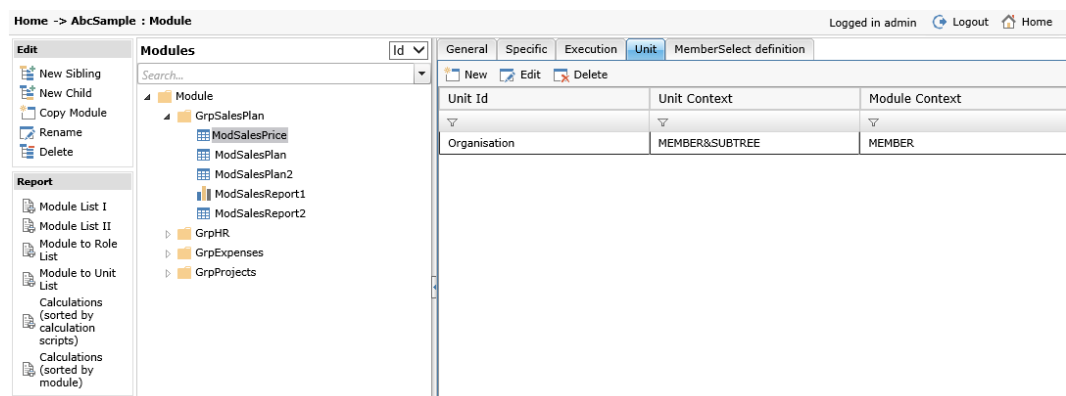 Home -> AbcSample : Module
Logged in admin Logout Home
Edit
New Sibling
New Child
Copy Module
Rename
Delete
Report
Module List I
Module List II
Module to Role
List
Module to Unit
List
Calculations
(sorted by
calculation
scripts)
Calculations
(sorted by
module)
Modules Id
Search...
Module
GrpSalesPlan
ModSalesPrice
ModSalesPlan
ModSalesPlan2
ModSalesReport1
ModSalesReport2
GrpHR
GrpExpenses
GrpProjects
General Specific Execution Unit MemberSelect definition
New Edit Delete
Unit Id Unit Context Module Context
Organisation MEMBER&SUBTREE MEMBER